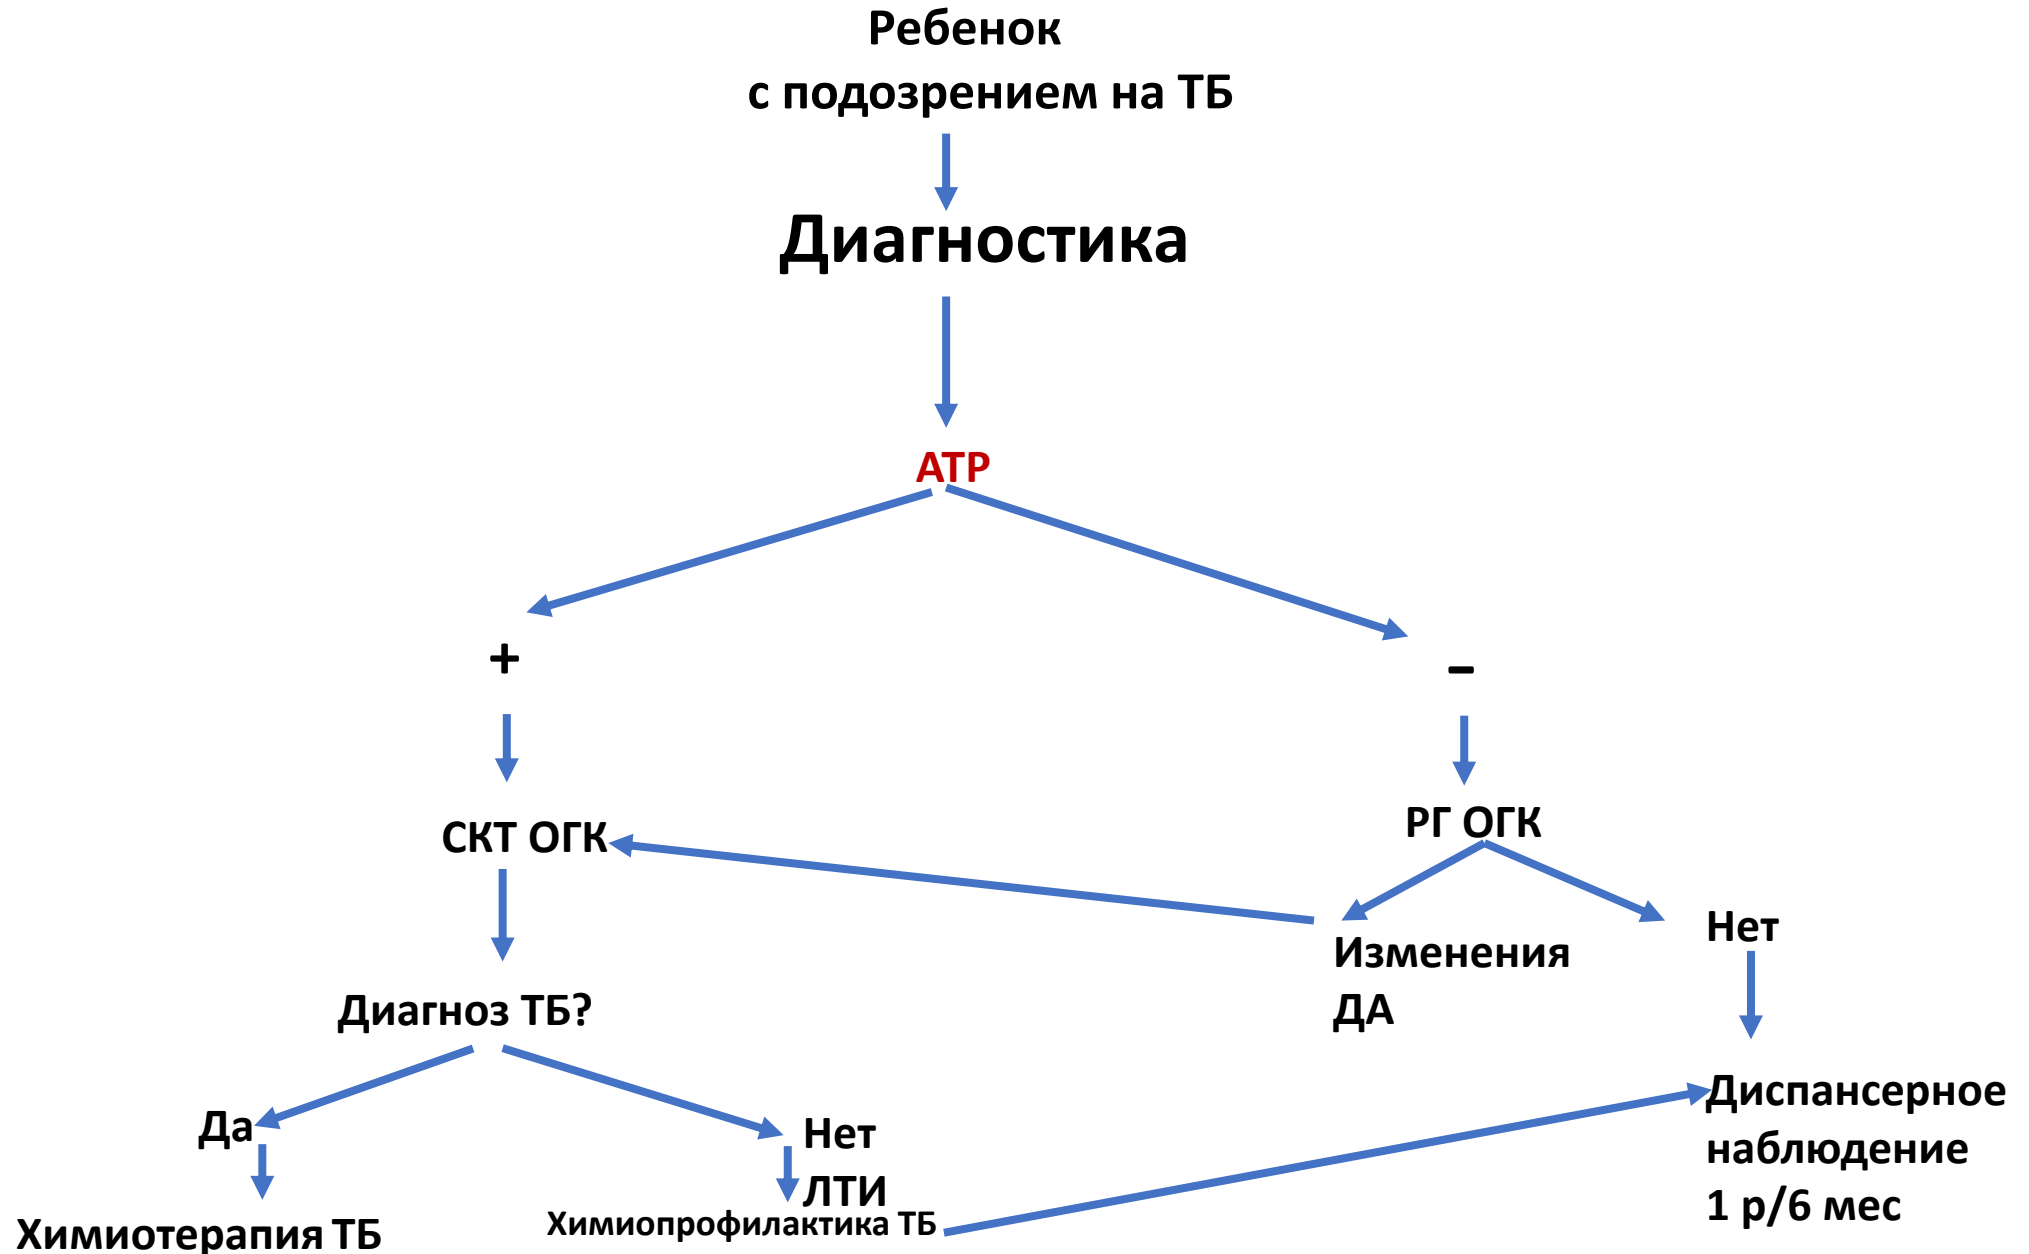 Ребенок
с подозрением на ТБ
Диагностика
АТР
+
–
СКТ ОГК
РГ ОГК
Изменения
ДА
Нет
Диагноз ТБ?
Да
Нет
ЛТИ
Химиотерапия ТБ
Химиопрофилактика ТБ
Диспансерное
наблюдение
1 р/6 мес